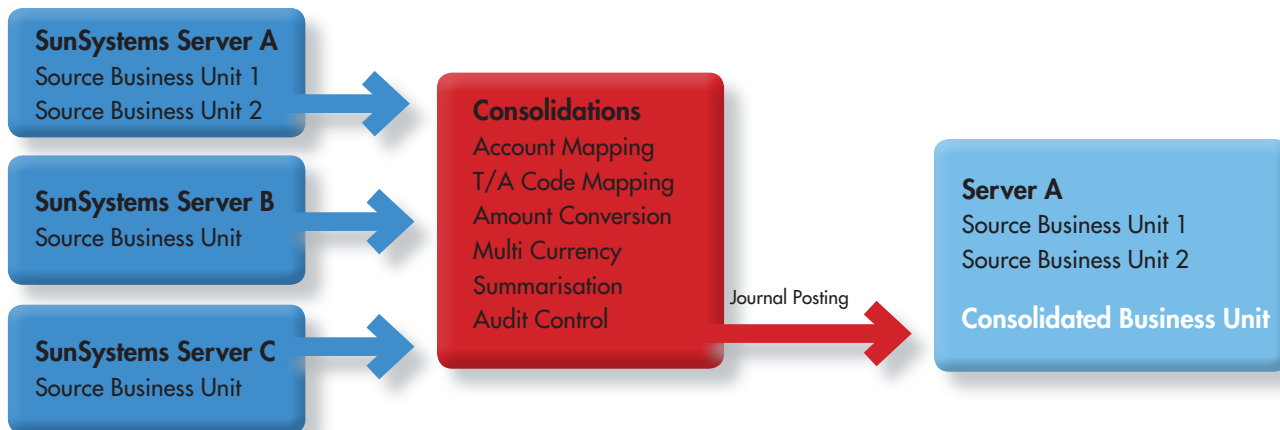 SunSystems Server A
Source Business Unit 1
Source Business Unit 2
SunSystems Server B
Source Business Unit
SunSystems Server C
Source Business Unit
Consolidations
Account Mapping
T/A Code Mapping
Amount Conversion
Multi Currency
Summarisation
Audit Control
Journal Posting
Server A
Source Business Unit 1
Source Business Unit 2
Consolidated Business Unit